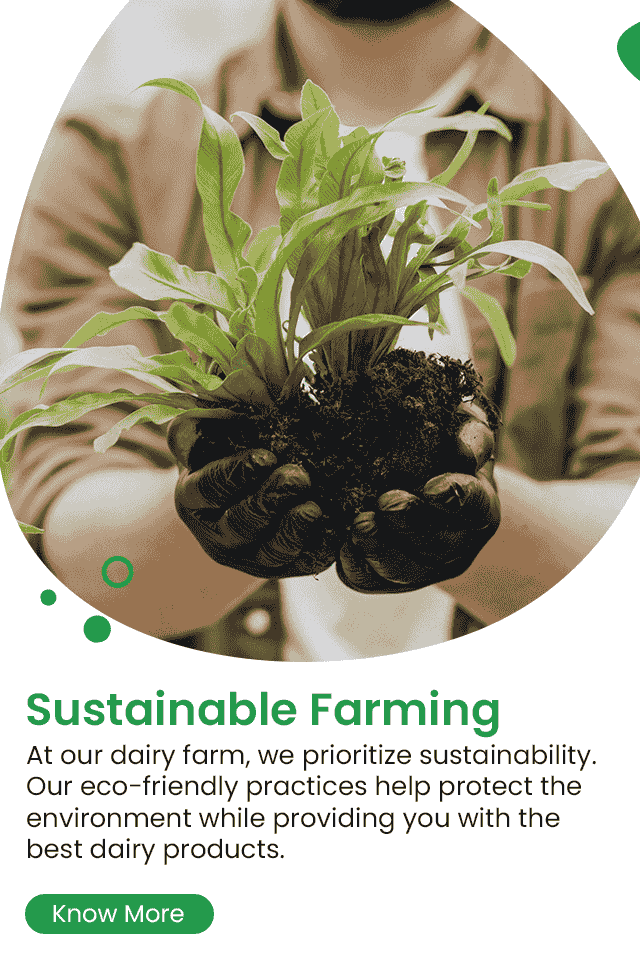 Sustainable Farming
At our dairy farm, we prioritize sustainability.
Our eco-friendly practices help protect the
environment while providing you with the
best dairy products.
Know More